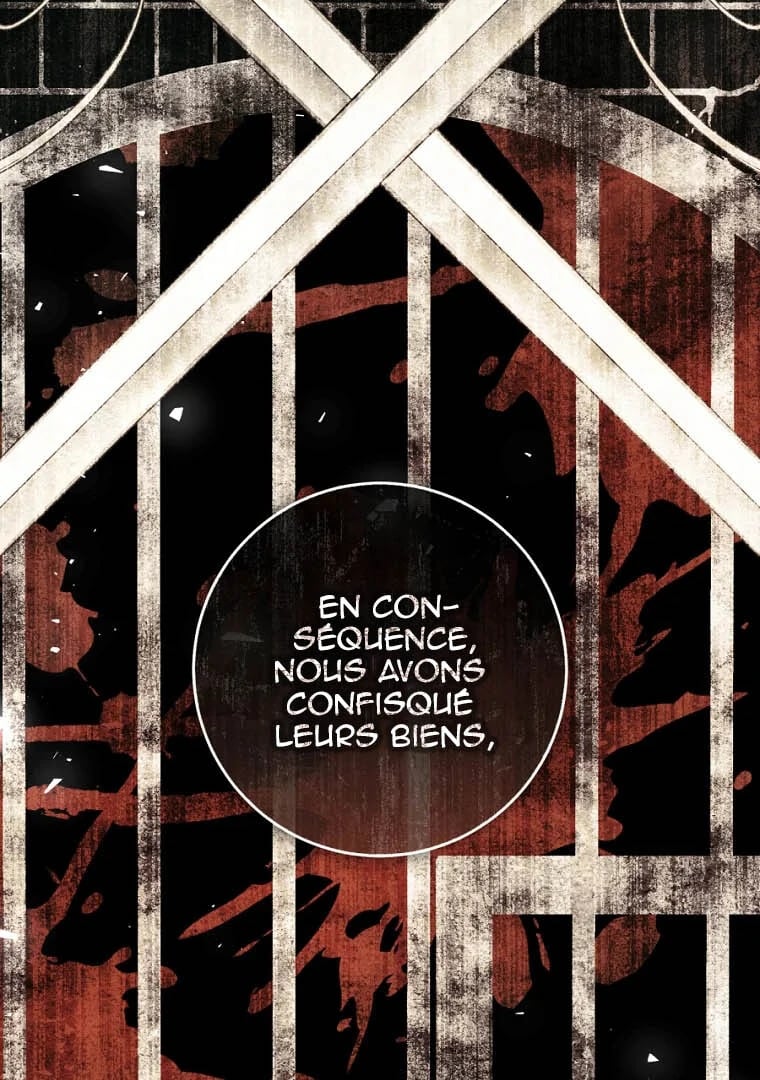 EN CON-
SÉQUENCE,
NOUS AVONS
CONFISQUÉ
LEURS BIENS,